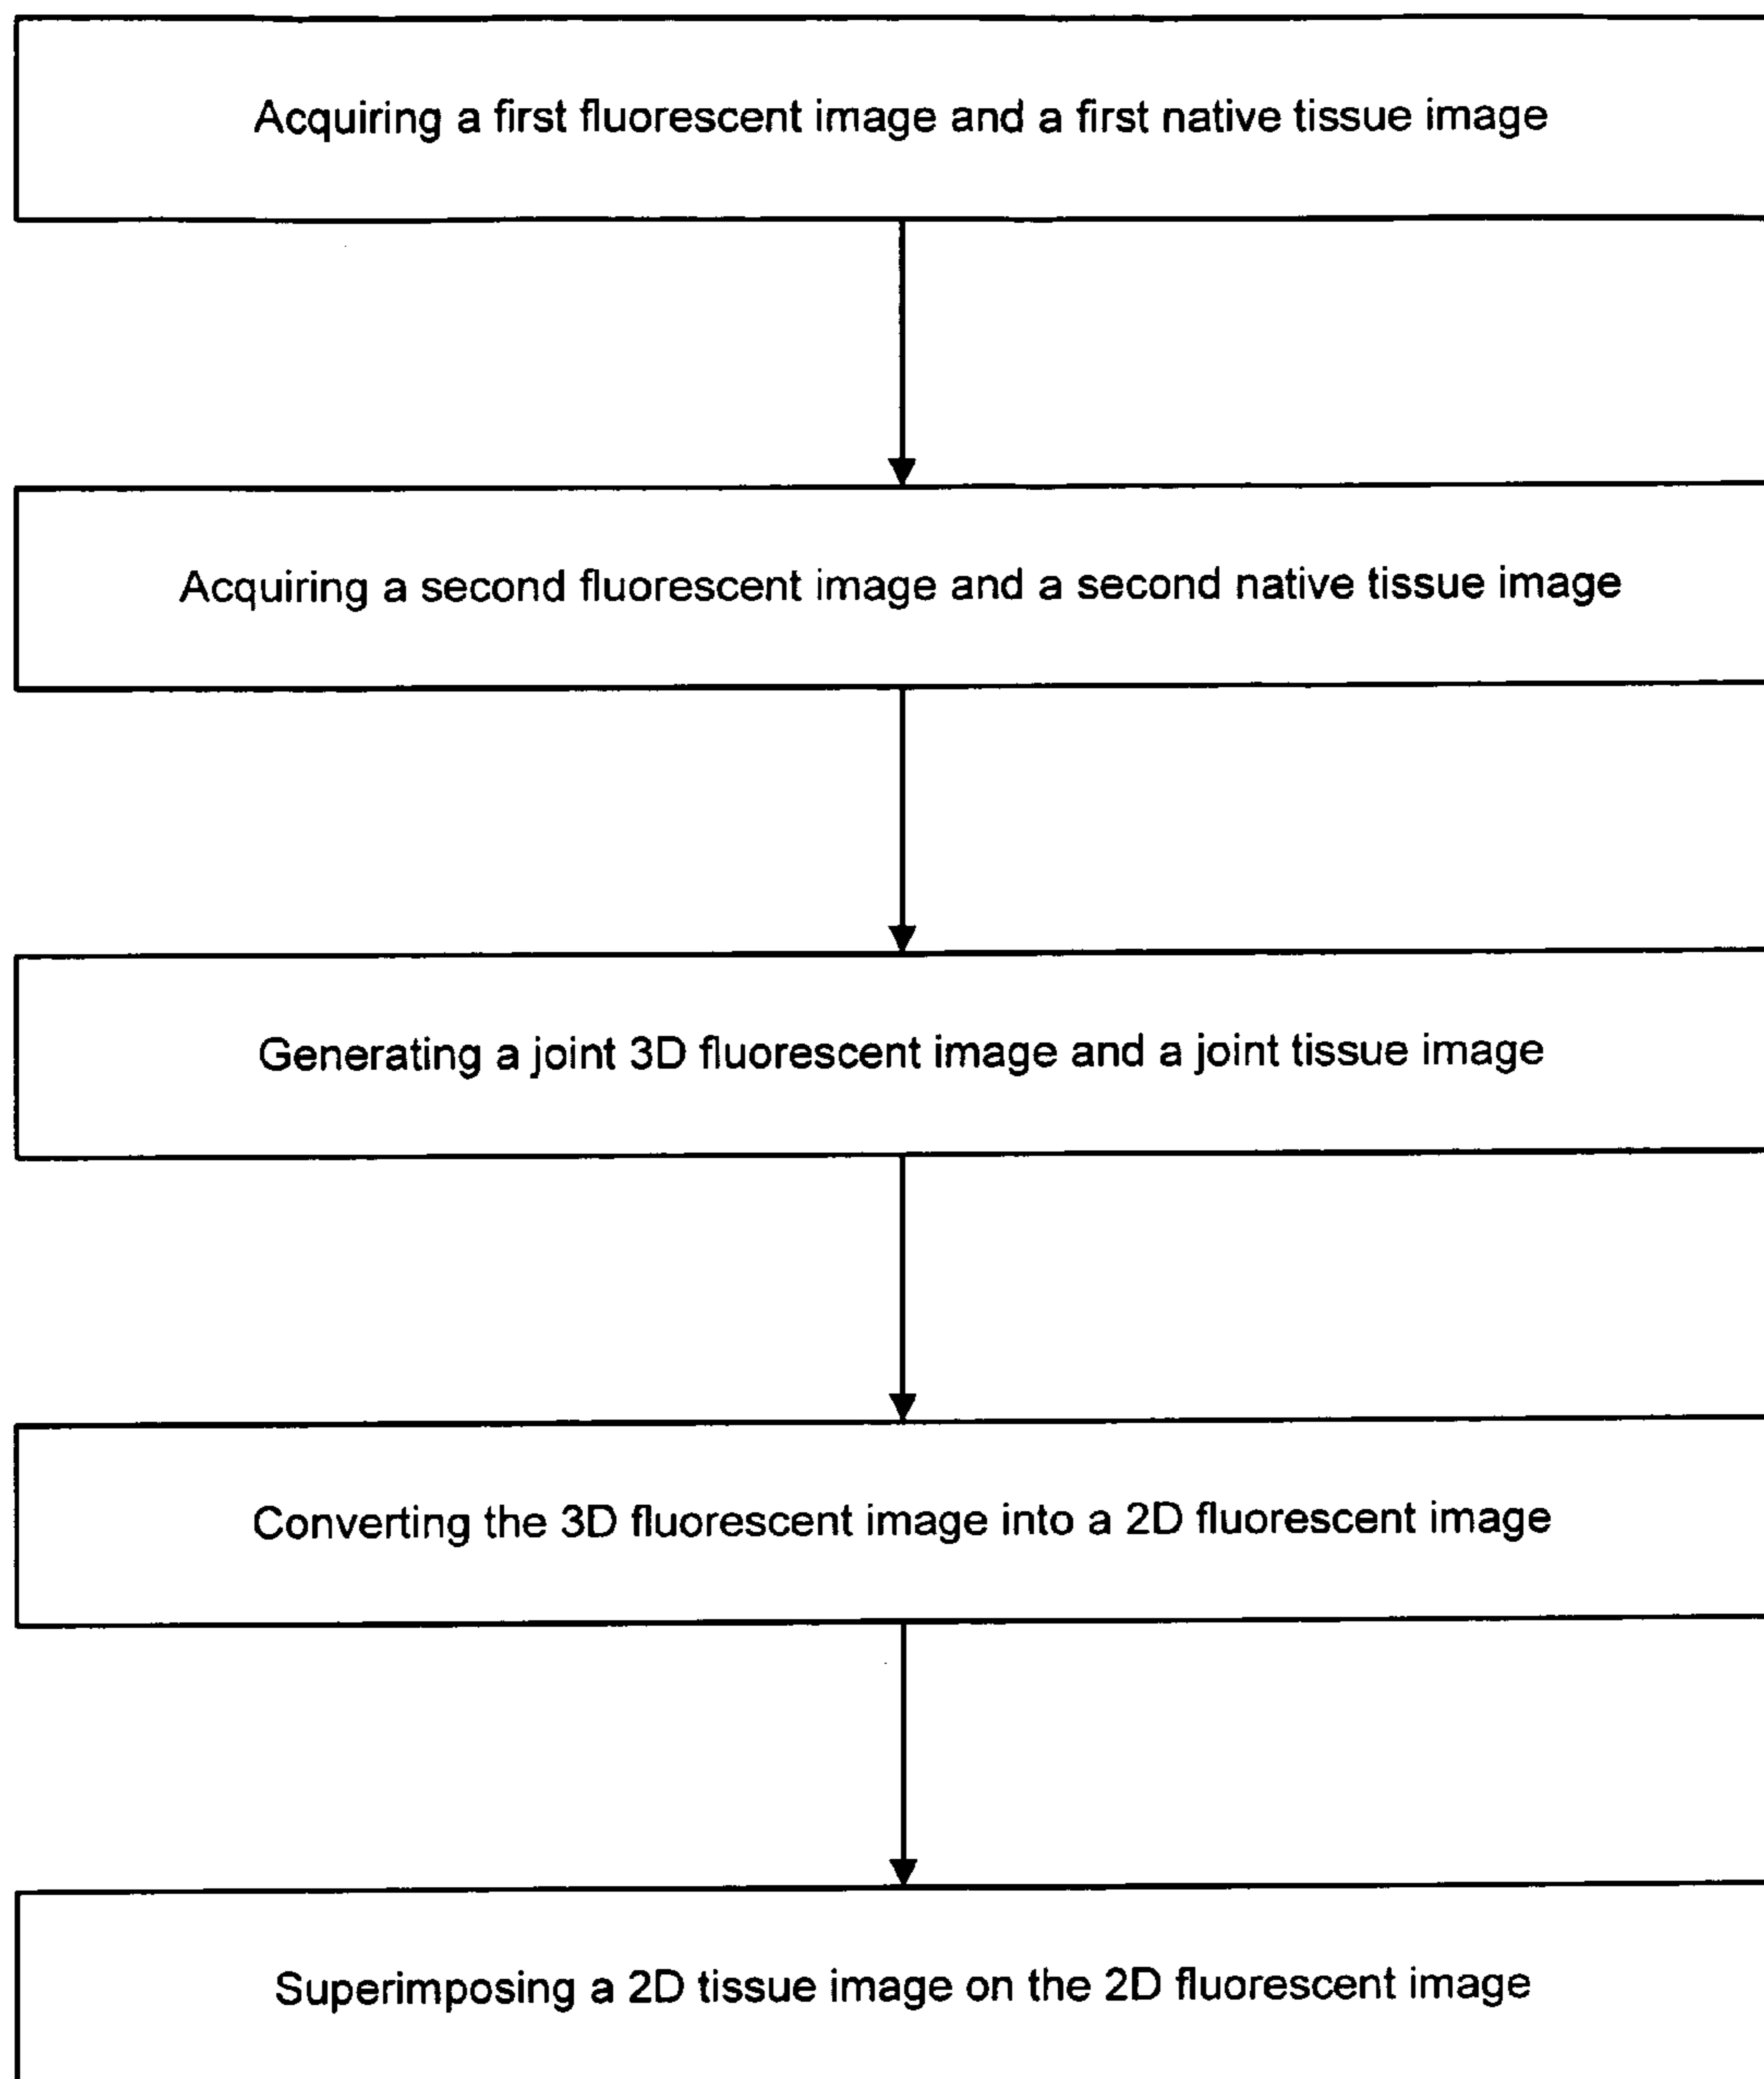 Acquiring a first fluorescent image and a first native tissue image
Acquiring a second fluorescent image and a second native tissue image
Generating a joint 3D fluorescent image and a joint tissue image
Converting the 3D fluorescent image into a 2D fluorescent image
Superimposing a 2D tissue image on the 2D fluorescent image